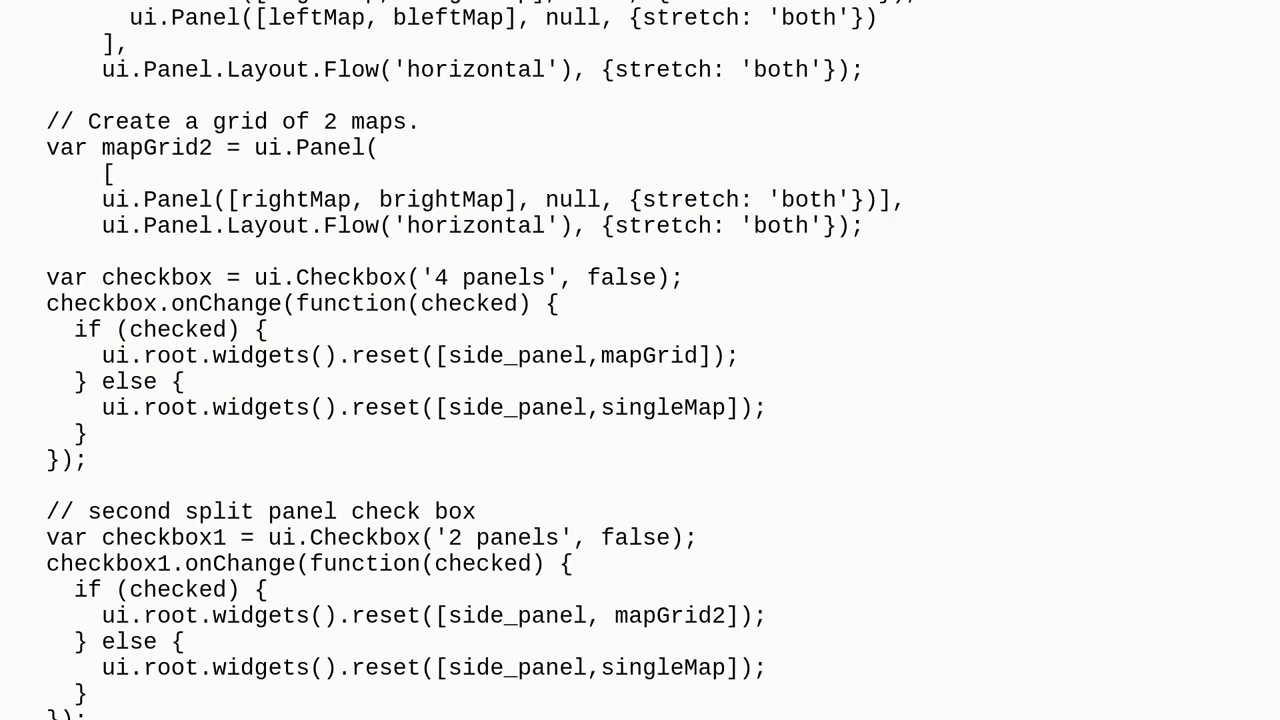 ui.Panel([leftMap, bleftMap], null, {stretch: 'both'})
],
ui.Panel.Layout.Flow('horizontal'), {stretch: 'both'});
// Create a grid of 2 maps.
var mapGrid2 = ui.Panel(
[
ui.Panel([rightMap, brightMap], null, {stretch: 'both'})],
ui.Panel.Layout.Flow('horizontal'), {stretch: 'both'});
var checkbox = ui.Checkbox('4 panels', false);
checkbox.onChange(function(checked) {
if (checked) {
ui.root.widgets().reset([side_panel,mapGrid]);
} else {
ui.root.widgets().reset([side_panel,singleMap]);
}
});
// second split panel check box
var checkbox1 = ui.Checkbox('2 panels', false);
checkbox1.onChange(function(checked) {
if (checked) {
ui.root.widgets().reset([side_panel, mapGrid2]);
} else {
ui.root.widgets().reset([side_panel,singleMap]);
}
});